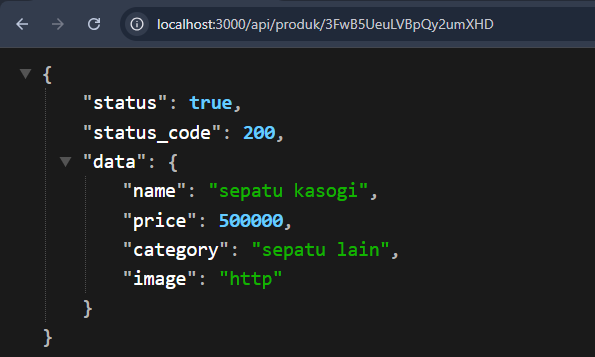 localhost:3000/api/produk/3FwB5UeuLVBpQy2umXHD
{
"status": true,
"status_code": 200,
"data": {
"name": "sepatu kasogi",
"price": 500000,
"category": "sepatu lain",
"image": "http"
}
}